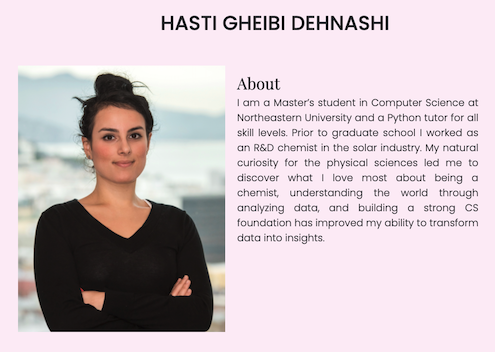 HASTI GHEIBI DEHNASHI
About
I am a Master's student in Computer Science at
Northeastern University and a Python tutor for all
skill levels. Prior to graduate school I worked as
an R&D chemist in the solar industry. My natural
curiosity for the physical sciences led me to
discover what I love most about being a
chemist, understanding the world through
analyzing data, and building a strong CS
foundation has improved my ability to transform
data into insights.